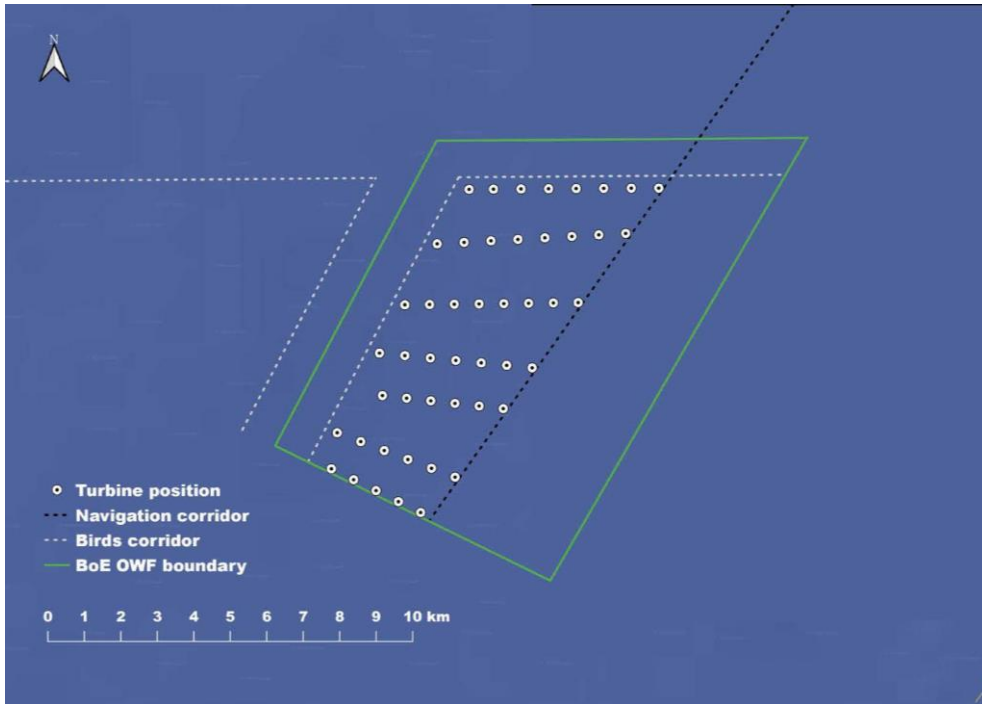 N
Turbine position
Navigation corridor
Birds corridor
BoE OWF boundary
0 1 2 3 4 5 6 7 8 9 10 km